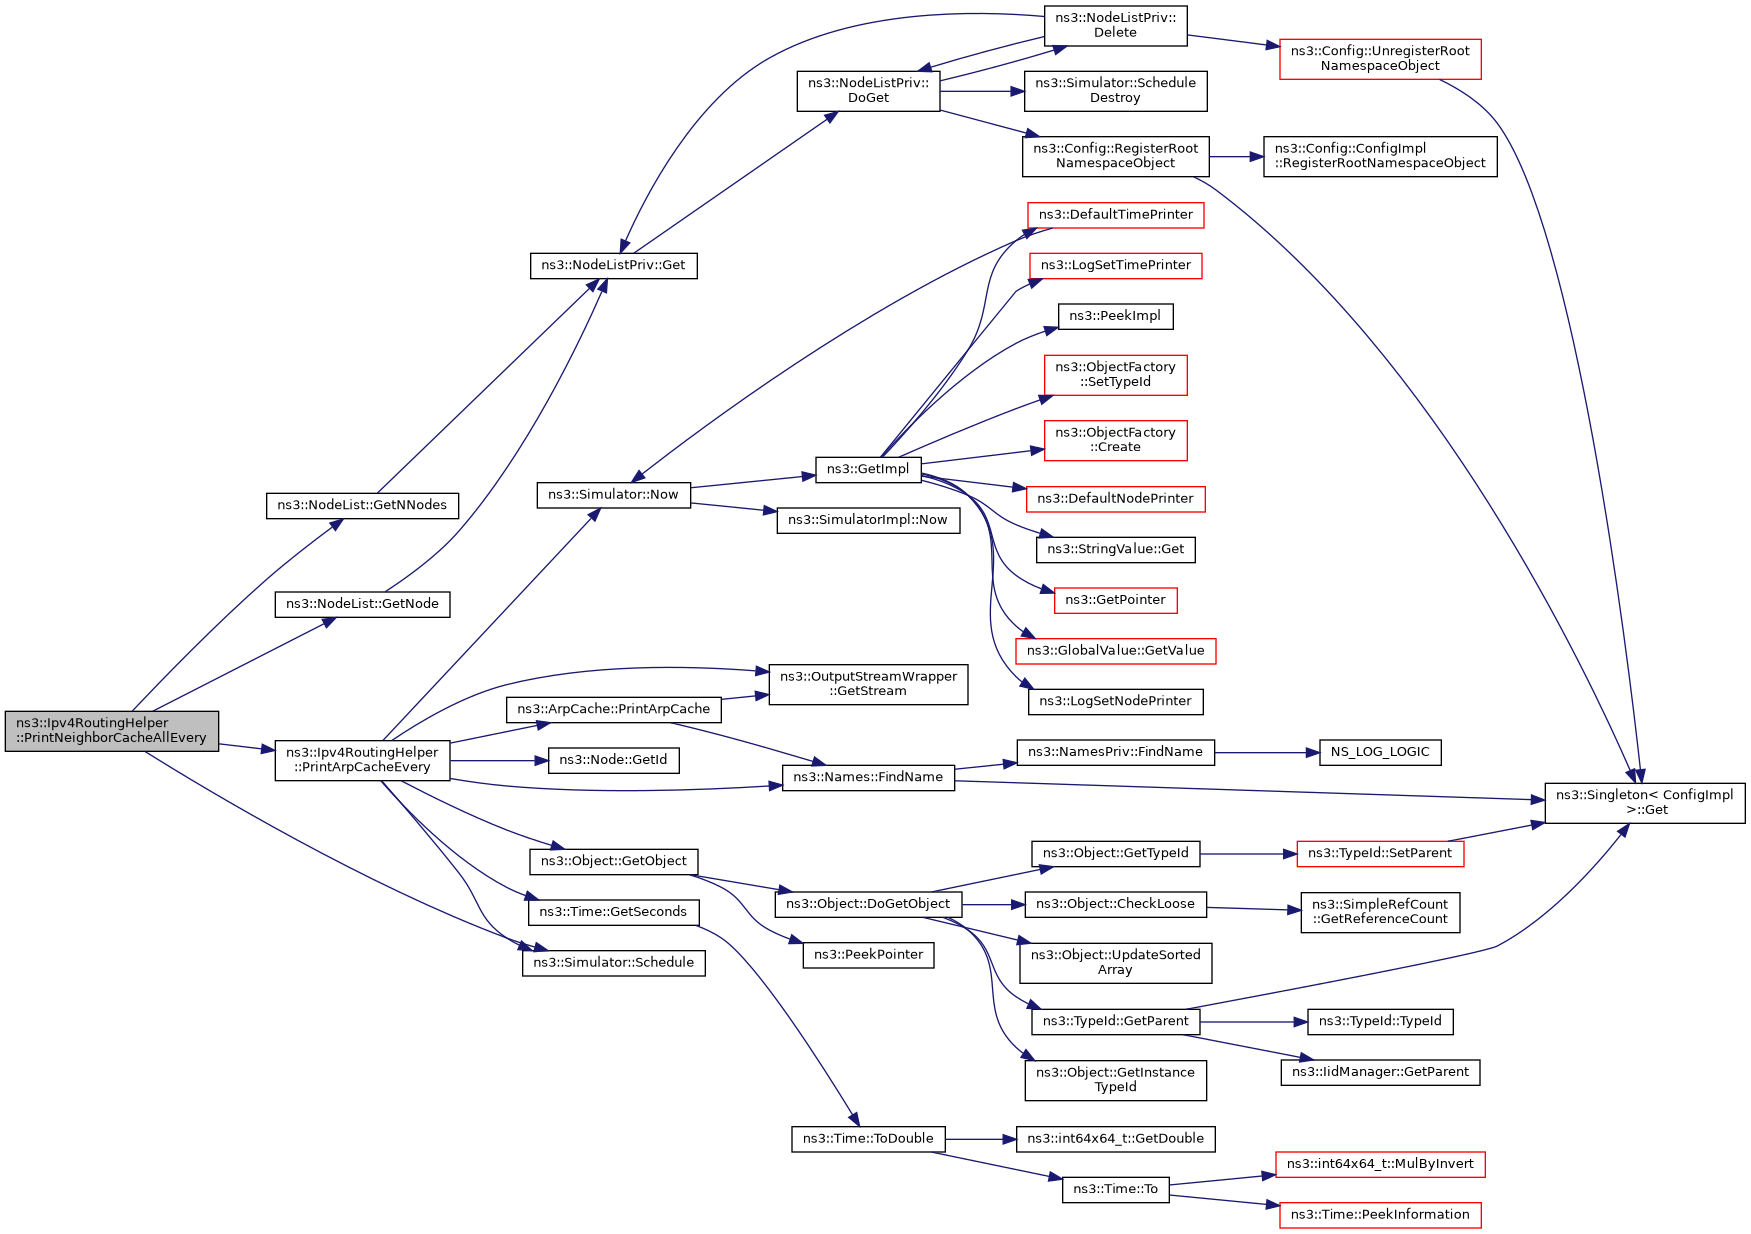 ns3::Ipv4RoutingHelper
::PrintNeighborCacheAllEvery
ns3::NodeList::GetNNodes
ns3::NodeList::GetNode
ns3::Ipv4RoutingHelper
::PrintArpCacheEvery
ns3::NodeListPriv::Get
ns3::Simulator::Now
ns3::ArpCache::PrintArpCache
ns3::Node::GetId
ns3::Object::GetObject
ns3::Time::GetSeconds
ns3::Simulator::Schedule
ns3::NodeListPriv::
DoGet
ns3::GetImpl
ns3::SimulatorImpl::Now
ns3::OutputStreamWrapper
::GetStream
ns3::Names::FindName
ns3::Object::DoGetObject
ns3::PeekPointer
ns3::Time::ToDouble
ns3::NodeListPriv::
Delete
ns3::Simulator::Schedule
Destroy
ns3::Config::RegisterRoot
NamespaceObject
ns3::DefaultTimePrinter
ns3::LogSetTimePrinter
ns3::PeekImpl
ns3::ObjectFactory
::SetTypeId
ns3::ObjectFactory
::Create
ns3::DefaultNodePrinter
ns3::StringValue::Get
ns3::GetPointer
ns3::GlobalValue::GetValue
ns3::LogSetNodePrinter
ns3::NamesPriv::FindName
ns3::Object::GetTypeId
ns3::Object::CheckLoose
ns3::Object::UpdateSorted
Array
ns3::TypeId::GetParent
ns3::Object::GetInstance
TypeId
ns3::int64x64_t::GetDouble
ns3::Time::To
ns3::Config::UnregisterRoot
NamespaceObject
ns3::Config::ConfigImpl
::RegisterRootNamespaceObject
NS_LOG_LOGIC
ns3::TypeId::SetParent
ns3::SimpleRefCount
::GetReferenceCount
ns3::TypeId::TypeId
ns3::IidManager::GetParent
ns3::int64x64_t::MulByInvert
ns3::Time::PeekInformation
ns3::Singleton< ConfigImpl
>::Get